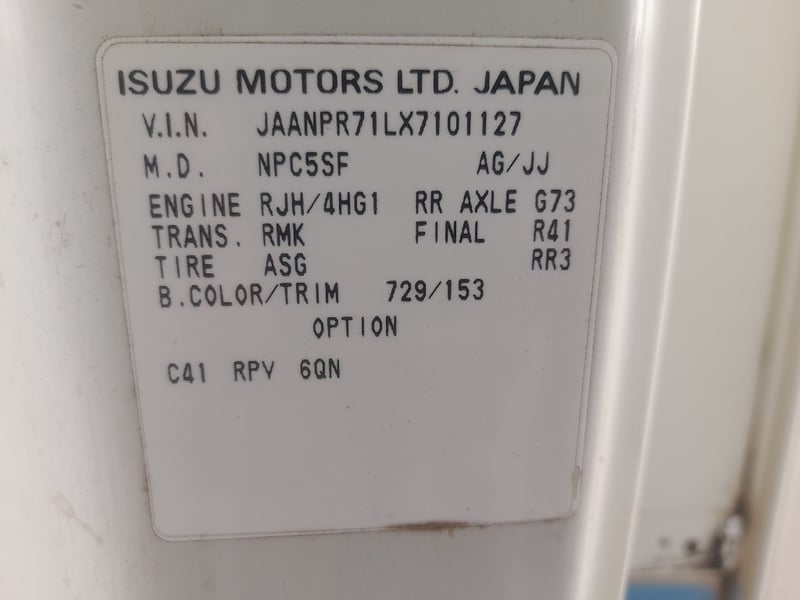 ISUZU MOTORS LTD. JAPAN
V.I.N. JAANPR71LX7101127
M.D. NPC5SF AG/JJ
ENGINE RJH/4HG1 RR AXLE G73
TRANS. RMK FINAL R41
TIRE ASG RR3
B.COLOR/TRIM 729/153
OPTION
C41 RPV 6QN